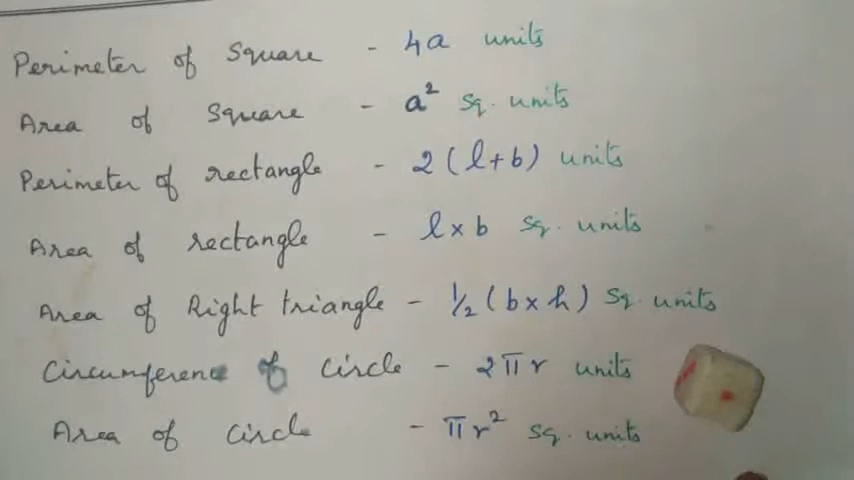 Perimeter of Square - 4a units
Area of Square - a² sq. units
Perimeter of rectangle - 2(l+b) units
Area of rectangle - l×b sq. units
Area of Right triangle - 1/2 (b×h) sq. units
Circumference of circle - 2πr units
Area of circle - πr² sq. units